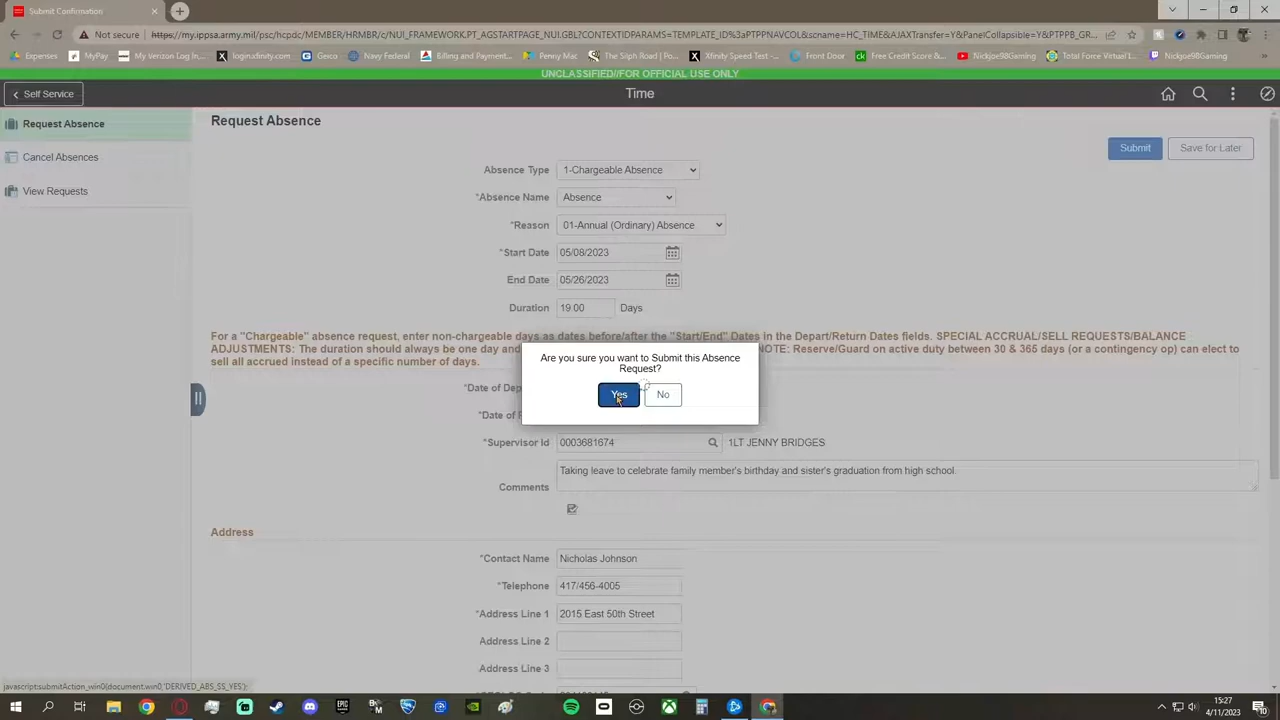 Submit Confirmation
Not secure
https://my.ippsa.army.mil/psc/hcpdc/MEMBER/HRMBR/c/NUI_FRAMEWORK.PT_AGSTARTPAGE_NUI.GBL?CONTEXTIDPARAMS=TEMPLATE_ID%3aPTPPNAVCOL&scname=HC_TIME&AJAXTransfer=Y&PanelCollapsible=Y&PTPPB_GR...
Expenses MyPay My Verizon Log In,... login.xfinity.com Geico Navy Federal Billing and Payment... Penny Mac The Silph Road | Po... Xfinity Speed Test -... Front Door Free Credit Score &... Nickjoe98Gaming Total Force Virtual I... Nickjoe98Gaming
UNCLASSIFIED//FOR OFFICIAL USE ONLY
Self Service
Time
Request Absence
Cancel Absences
View Requests
Request Absence
Submit
Save for Later
Absence Type 1-Chargeable Absence
*Absence Name Absence
*Reason 01-Annual (Ordinary) Absence
*Start Date 05/08/2023
End Date 05/26/2023
Duration 19.00 Days
For a "Chargeable" absence request, enter non-chargeable days as dates before/after the "Start/End" Dates in the Depart/Return Dates fields. SPECIAL ACCRUAL/SELL REQUESTS/BALANCE
ADJUSTMENTS: The duration should always be one day and NOTE: Reserve/Guard on active duty between 30 & 365 days (or a contingency op) can elect to
sell all accrued instead of a specific number of days.
Are you sure you want to Submit this Absence
Request?
Yes
No
*Date of Dep
*Date of
*Supervisor Id 0003681674 1LT JENNY BRIDGES
Comments Taking leave to celebrate family member's birthday and sister's graduation from high school.
Address
*Contact Name Nicholas Johnson
*Telephone 417/456-4005
*Address Line 1 2015 East 50th Street
Address Line 2
Address Line 3
javascript:submitAction_win0(document.win0,'DERIVED_ABS_SS_YES');
15:27
4/11/2023